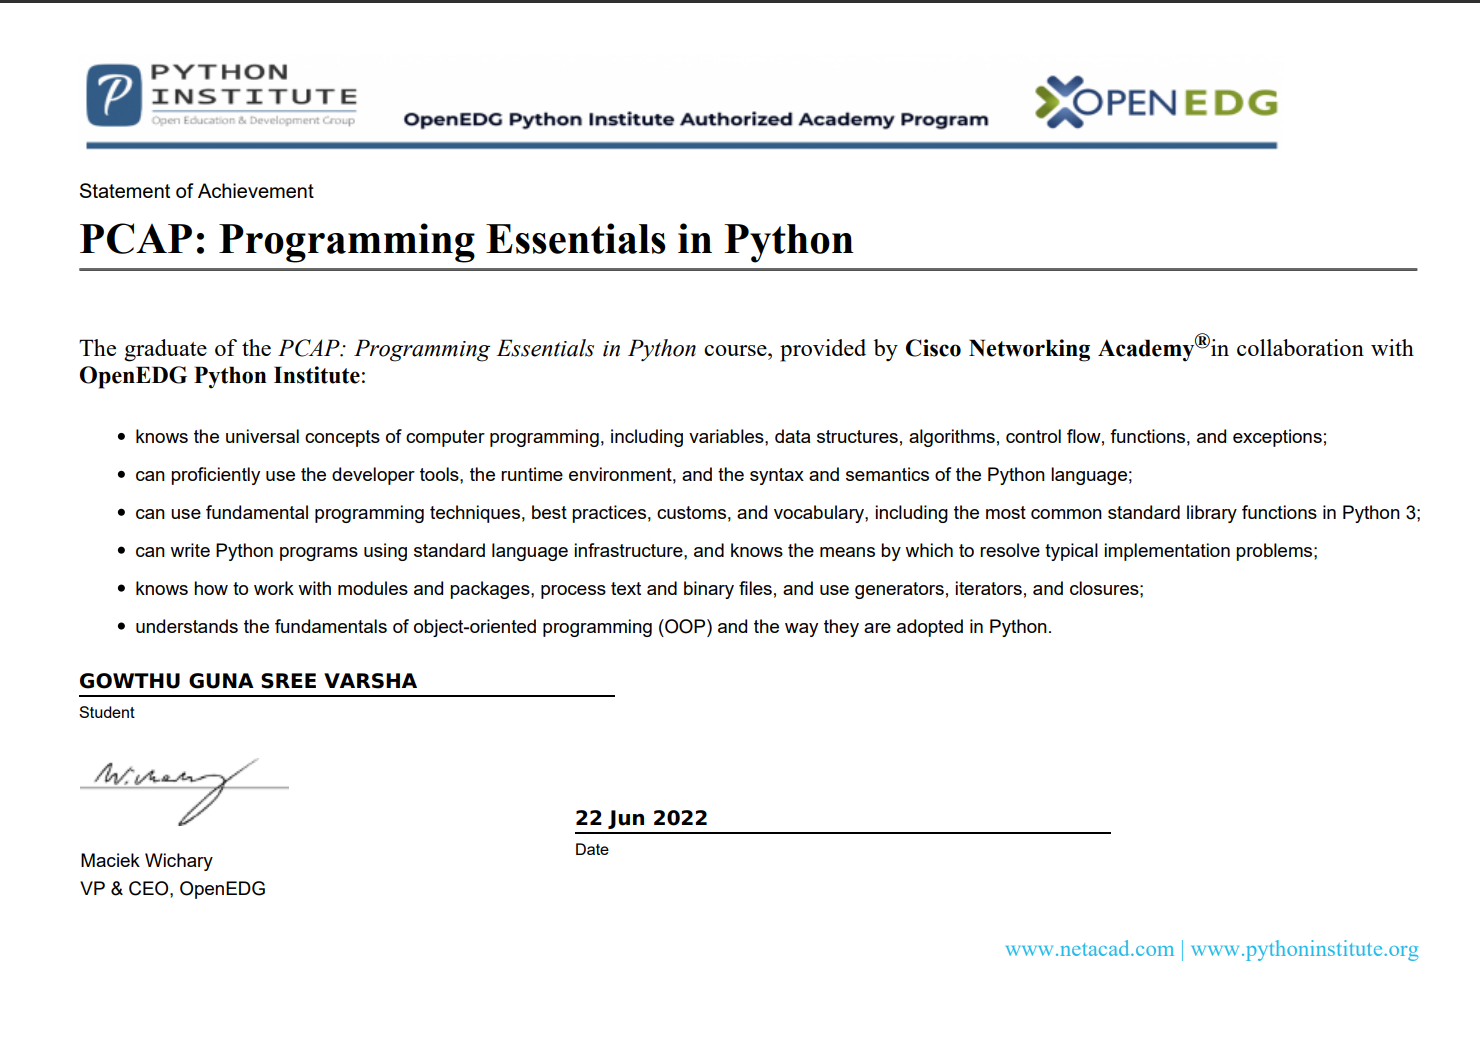 PYTHON
INSTITUTE
Open Education & Development Group
OpenEDG Python Institute Authorized Academy Program
OPENEDG
Statement of Achievement
PCAP: Programming Essentials in Python
The graduate of the PCAP: Programming Essentials in Python course, provided by Cisco Networking Academy®in collaboration with
OpenEDG Python Institute:
• knows the universal concepts of computer programming, including variables, data structures, algorithms, control flow, functions, and exceptions;
• can proficiently use the developer tools, the runtime environment, and the syntax and semantics of the Python language;
• can use fundamental programming techniques, best practices, customs, and vocabulary, including the most common standard library functions in Python 3;
• can write Python programs using standard language infrastructure, and knows the means by which to resolve typical implementation problems;
• knows how to work with modules and packages, process text and binary files, and use generators, iterators, and closures;
• understands the fundamentals of object-oriented programming (OOP) and the way they are adopted in Python.
GOWTHU GUNA SREE VARSHA
Student
W.chary
22 Jun 2022
Date
Maciek Wichary
VP & CEO, OpenEDG
www.netacad.com | www.pythoninstitute.org